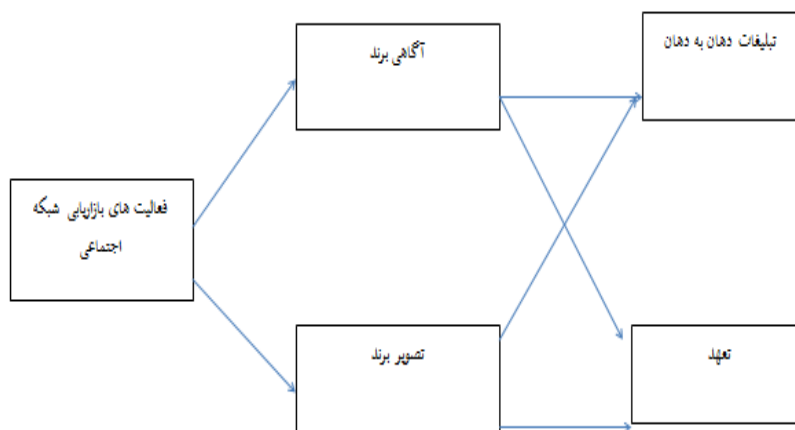 آگاهی برند
تبلیغات دهان به دهان
فعالیت های بازاریابی شبکه
اجتماعی
تصویر برند
تعهد